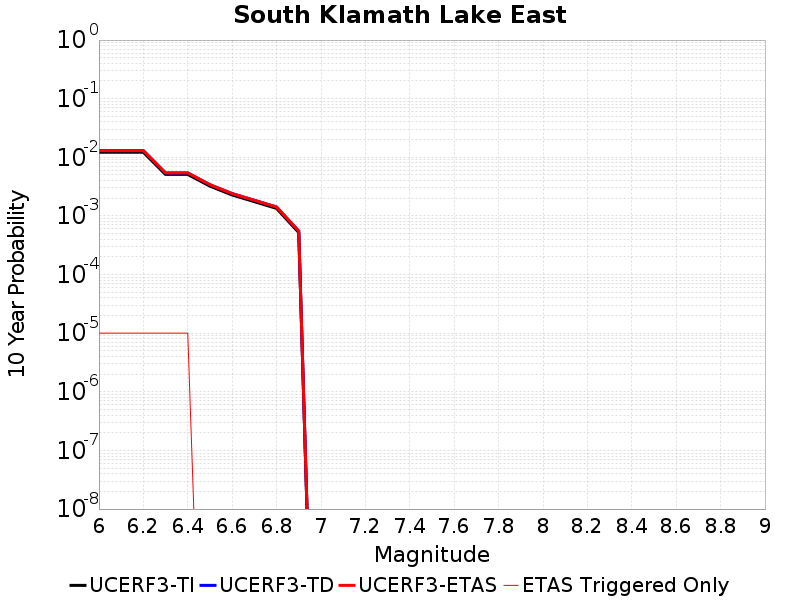 South Klamath Lake East
10^0
10^-1
10^-2
10^-3
10^-4
10^-5
10^-6
10^-7
10^-8
10 Year Probability
6 6.2 6.4 6.6 6.8 7 7.2 7.4 7.6 7.8 8 8.2 8.4 8.6 8.8 9
Magnitude
UCERF3-TI UCERF3-TD UCERF3-ETAS ETAS Triggered Only